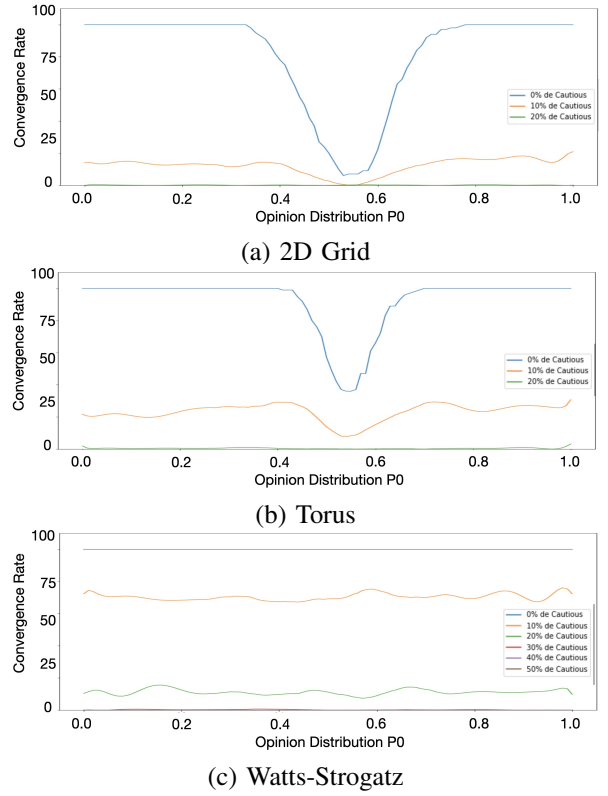 100
75
50
25
0
Convergence Rate
0% de Cautious
10% de Cautious
20% de Cautious
0.0 0.2 0.4 0.6 0.8 1.0
Opinion Distribution P0
(a) 2D Grid
100
75
50
25
0
Convergence Rate
0% de Cautious
10% de Cautious
20% de Cautious
0.0 0.2 0.4 0.6 0.8 1.0
Opinion Distribution P0
(b) Torus
100
75
50
25
0
Convergence Rate
0% de Cautious
10% de Cautious
20% de Cautious
30% de Cautious
40% de Cautious
50% de Cautious
0.0 0.2 0.4 0.6 0.8 1.0
Opinion Distribution P0
(c) Watts-Strogatz